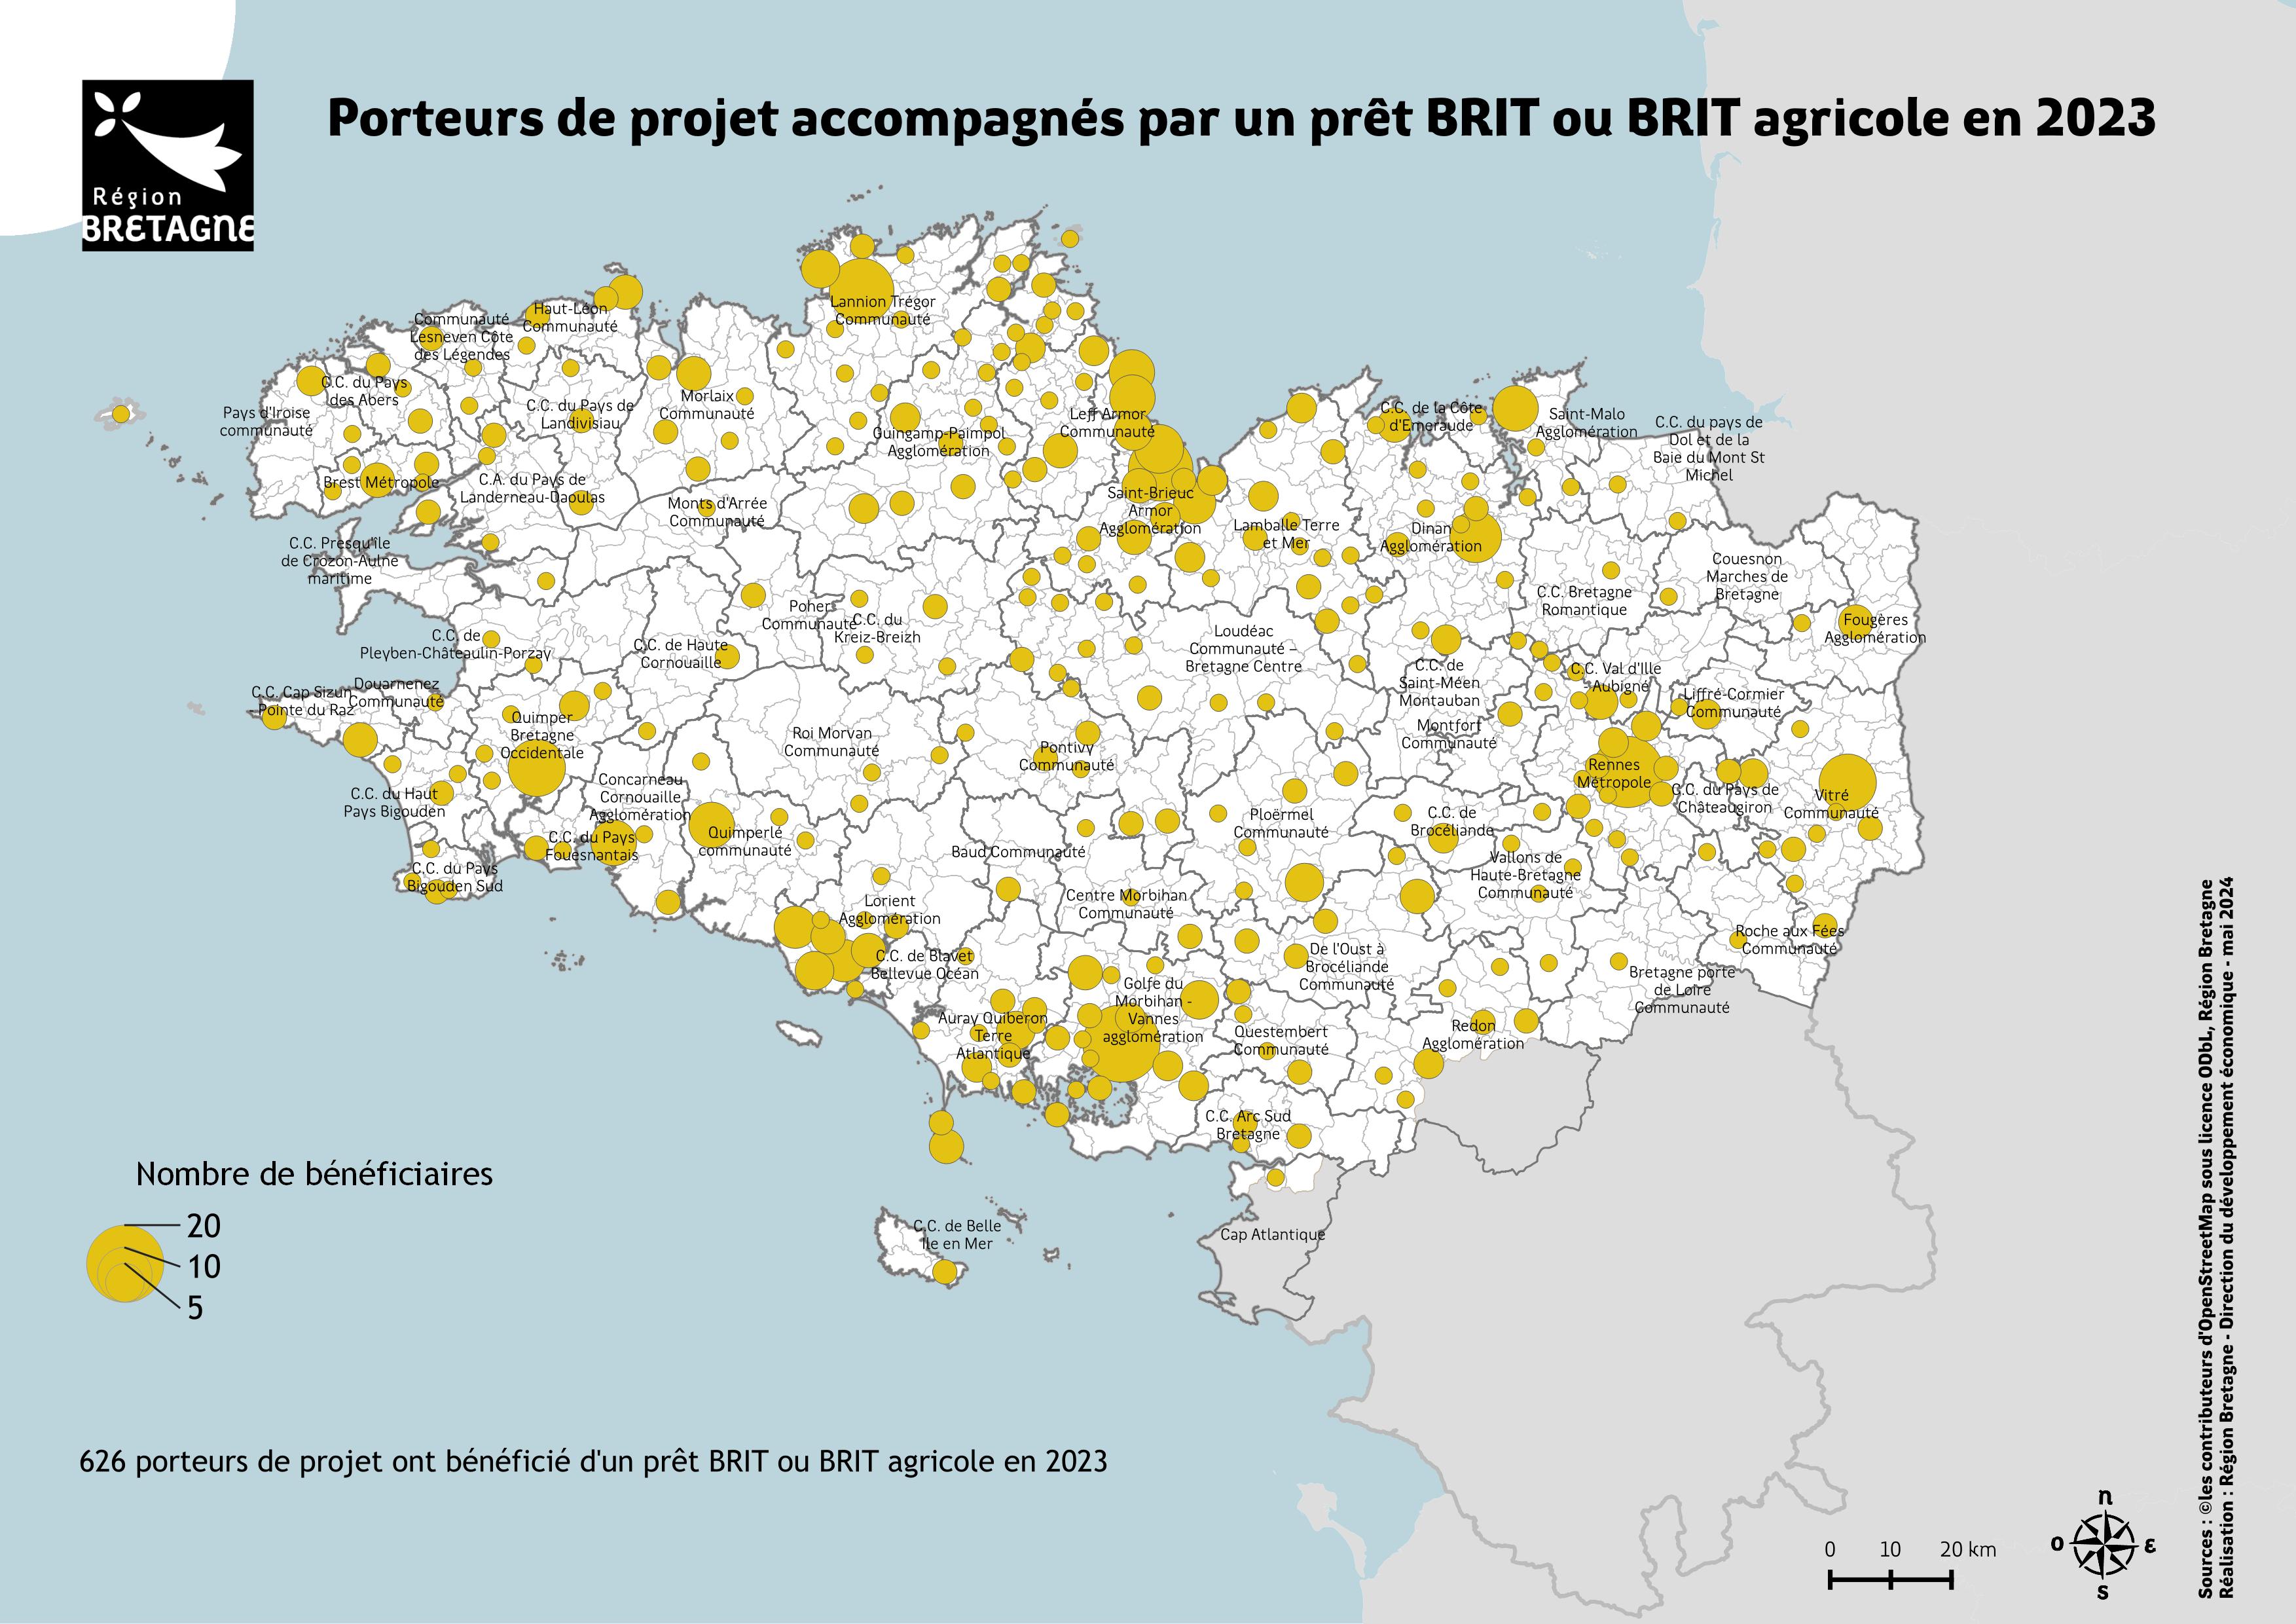 Région
BRETAGNE
Porteurs de projet accompagnés par un prêt BRIT ou BRIT agricole en 2023
Lannion Trégor
Communauté
Haut-Léon
Communauté
Communauté
Lesneven Côte
des Légendes
C.C. du Pays
des Abers
Pays d'Iroise
communauté
C.C. du Pays de
Landivisiau
Morlaix
Communauté
Guingamp-Paimpol
Agglomération
Leff Armor
Communauté
C.C. de la Côte
d'Emeraude
Saint-Malo
Agglomération
C.C. du pays de
Dol et de la
Baie du Mont St
Michel
Brest Métropole
C.A. du Pays de
Landerneau-Daoulas
Monts d'Arrée
Communauté
Saint-Brieuc
Armor
Agglomération
Lamballe Terre
et Mer
Dinan
Agglomération
C.C. Presqu'île
de Crozon-Aulne
maritime
Couesnon
Marches de
Bretagne
C.C. Bretagne
Romantique
Poher
Communauté
C.C. du
Kreiz-Breizh
Fougères
Agglomération
C.C. de
Pleyben-Châteaulin-Porzay
C.C. de Haute
Cornouaille
Loudéac
Communauté –
Bretagne Centre
C.C. de
Saint-Méen
Montauban
C.C. Val d'Ille
- Aubigné
Liffré-Cormier
Communauté
C.C. Cap Sizun
- Pointe du Raz
Douarnenez
Communauté
Quimper
Bretagne
Occidentale
Roi Morvan
Communauté
Pontivy
Communauté
Montfort
Communauté
Rennes
Métropole
Concarneau
Cornouaille
Agglomération
C.C. du Haut
Pays Bigouden
C.C. du Pays de
Châteaugiron
Vitré
Communauté
C.C. du Pays
Fouesnantais
Quimperlé
communauté
Baud Communauté
Ploërmel
Communauté
C.C. de
Brocéliande
C.C. du Pays
Bigouden Sud
Vallons de
Haute-Bretagne
Communauté
Lorient
Agglomération
Centre Morbihan
Communauté
Roche aux Fées
Communauté
C.C. de Blavet
Bellevue Océan
De l'Oust à
Brocéliande
Communauté
Bretagne porte
de Loire
Communauté
Golfe du
Morbihan -
Vannes
agglomération
Auray Quiberon
Terre
Atlantique
Questembert
Communauté
Redon
Agglomération
C.C. Arc Sud
Bretagne
C.C. de Belle
Ile en Mer
Cap Atlantique
Nombre de bénéficiaires
20
10
5
626 porteurs de projet ont bénéficié d'un prêt BRIT ou BRIT agricole en 2023
0 10 20 km
n
o
ε
s
Sources : ©les contributeurs d'OpenStreetMap sous licence ODbL, Région Bretagne
Réalisation : Région Bretagne - Direction du développement économique - mai 2024